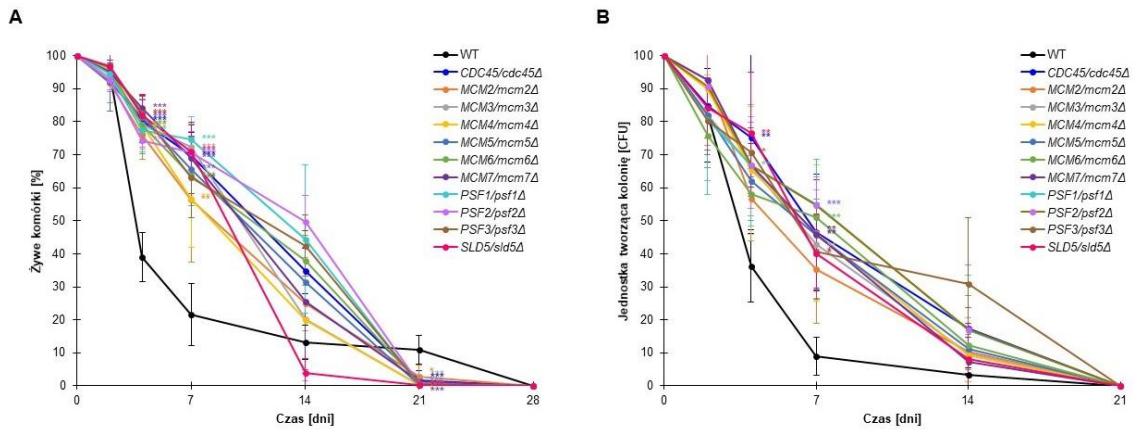 A
Żywe komórki [%]
100
90
80
70
60
50
40
30
20
10
0
0
7
14
21
28
Czas [dni]
WT
CDC45/cdc45Δ
MCM2/mcm2Δ
MCM3/mcm3Δ
MCM4/mcm4Δ
MCM5/mcm5Δ
MCM6/mcm6Δ
MCM7/mcm7Δ
PSF1/psf1Δ
PSF2/psf2Δ
PSF3/psf3Δ
SLD5/sld5Δ
B
Jednostka tworząca kolonię [CFU]
100
90
80
70
60
50
40
30
20
10
0
0
7
14
21
Czas [dni]
WT
CDC45/cdc45Δ
MCM2/mcm2Δ
MCM3/mcm3Δ
MCM4/mcm4Δ
MCM5/mcm5Δ
MCM6/mcm6Δ
MCM7/mcm7Δ
PSF1/psf1Δ
PSF2/psf2Δ
PSF3/psf3Δ
SLD5/sld5Δ